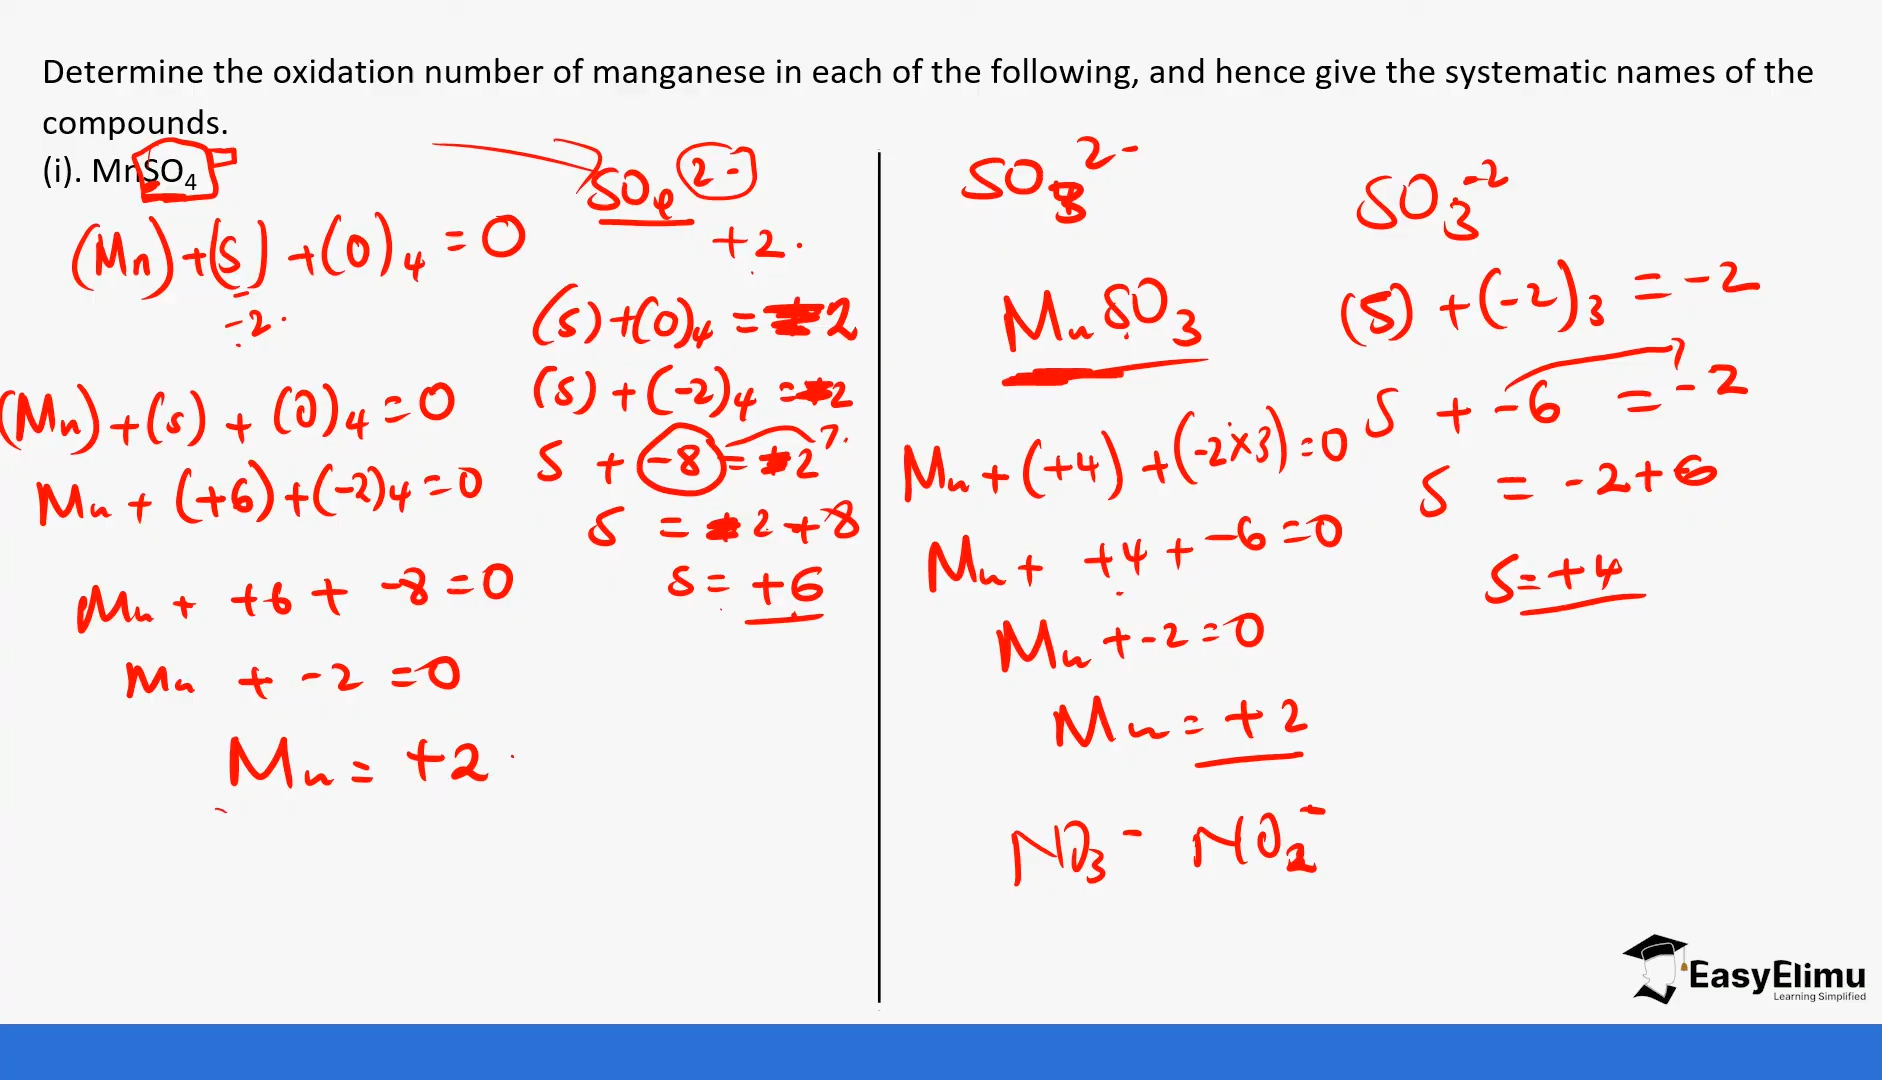 Determine the oxidation number of manganese in each of the following, and hence give the systematic names of the
compounds.
(i). MnSO4
(Mn) + (S) + (O)4 = 0
-2.
(Mn) + (S) + (O)4 = 0
Mn + (+6) + (-2)4 = 0
Mn + +6 + -8 = 0
Mn + -2 = 0
Mn = +2
SO4 2-
+2.
(S) + (O)4 = 2
(S) + (-2)4 = 2
S + -8 = 2
S = 2 + 8
S = +6
SO3 2-
MnSO3
Mn + (+4) + (-2×3) = 0
Mn + +4 + -6 = 0
Mn + -2 = 0
Mn = +2
NO3 - NO2 -
SO3 -2
(S) + (-2)3 = -2
S + -6 = -2
S = -2 + 6
S = +4
EasyElimu
Learning Simplified